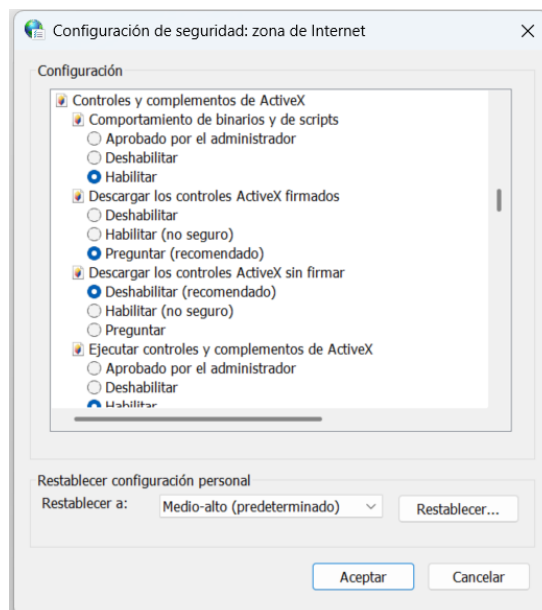 Configuración de seguridad: zona de Internet
Configuración
Controles y complementos de ActiveX
Comportamiento de binarios y de scripts
Aprobado por el administrador
Deshabilitar
Habilitar
Descargar los controles ActiveX firmados
Deshabilitar
Habilitar (no seguro)
Preguntar (recomendado)
Descargar los controles ActiveX sin firmar
Deshabilitar (recomendado)
Habilitar (no seguro)
Preguntar
Ejecutar controles y complementos de ActiveX
Aprobado por el administrador
Deshabilitar
Habilitar
Restablecer configuración personal
Restablecer a: Medio-alto (predeterminado) Restablecer...
Aceptar Cancelar